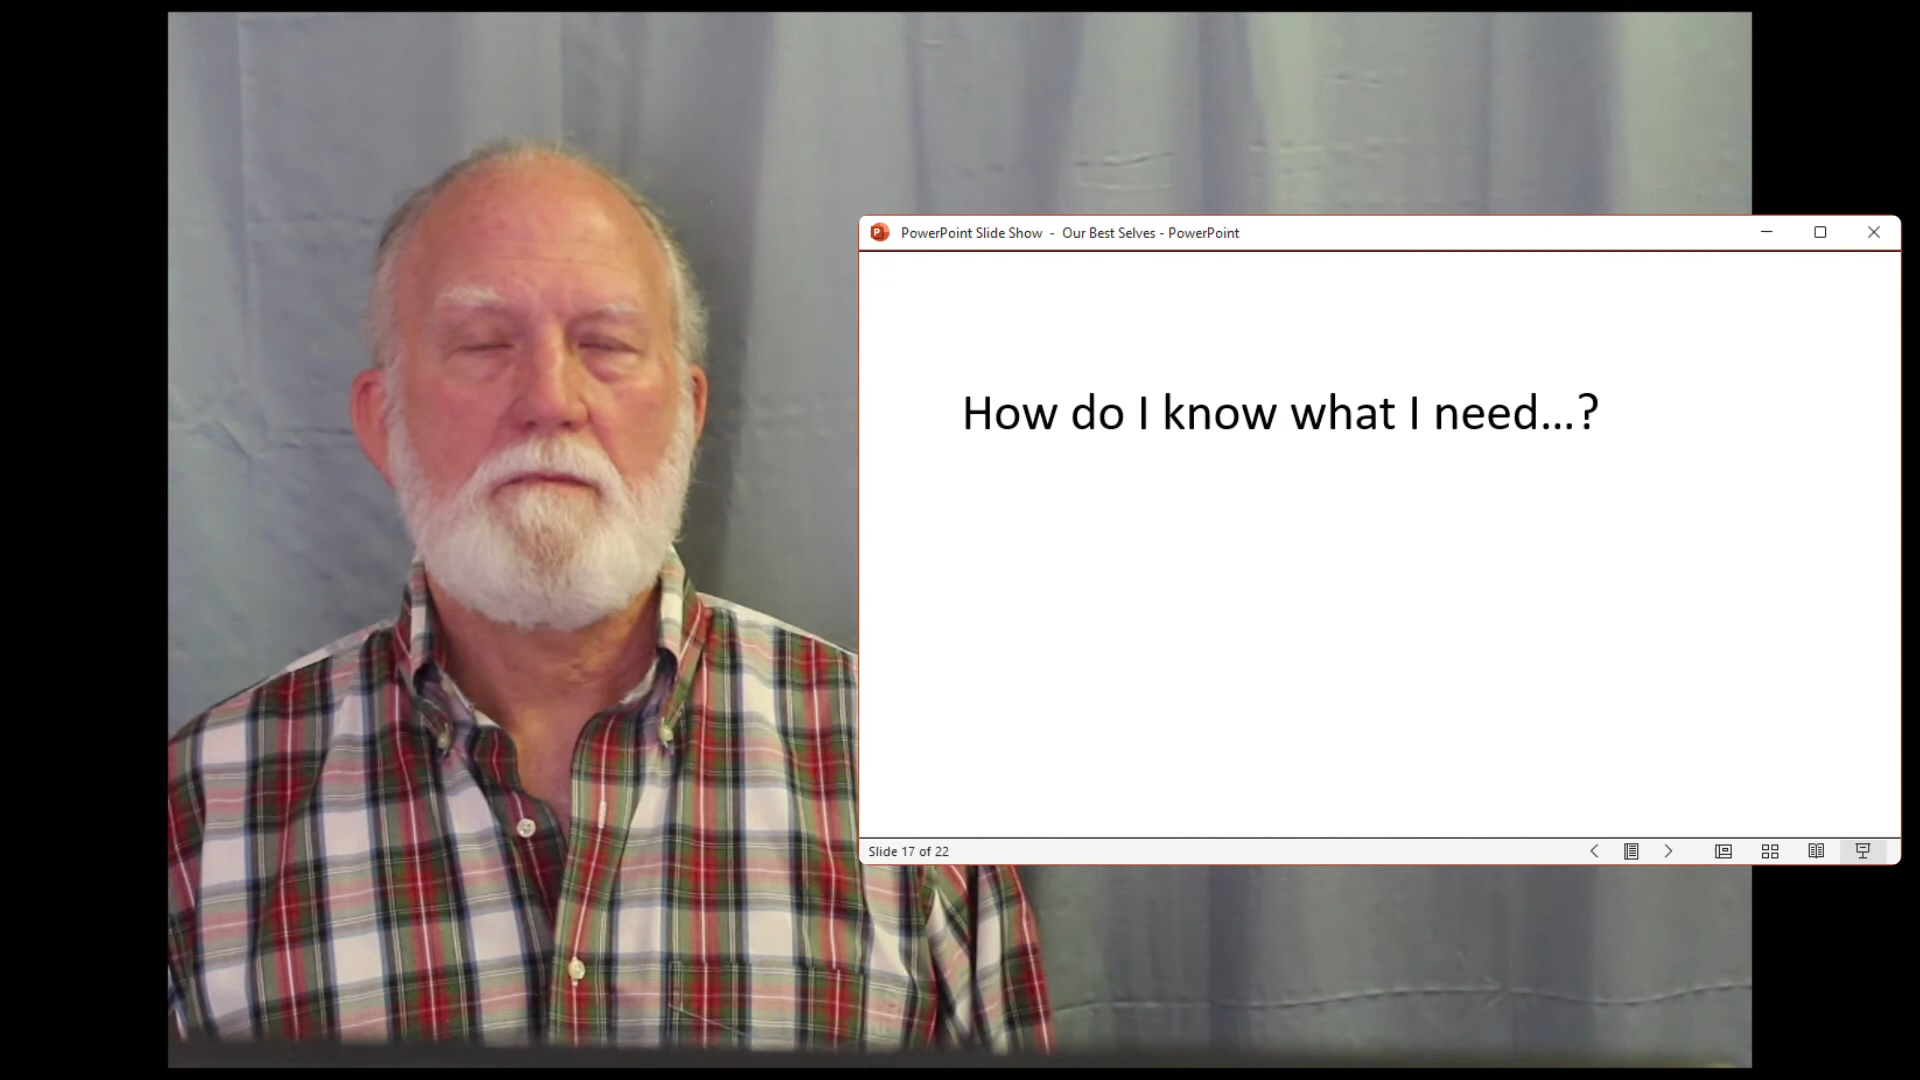 PowerPoint Slide Show - Our Best Selves - PowerPoint
How do I know what I need...?
Slide 17 of 22